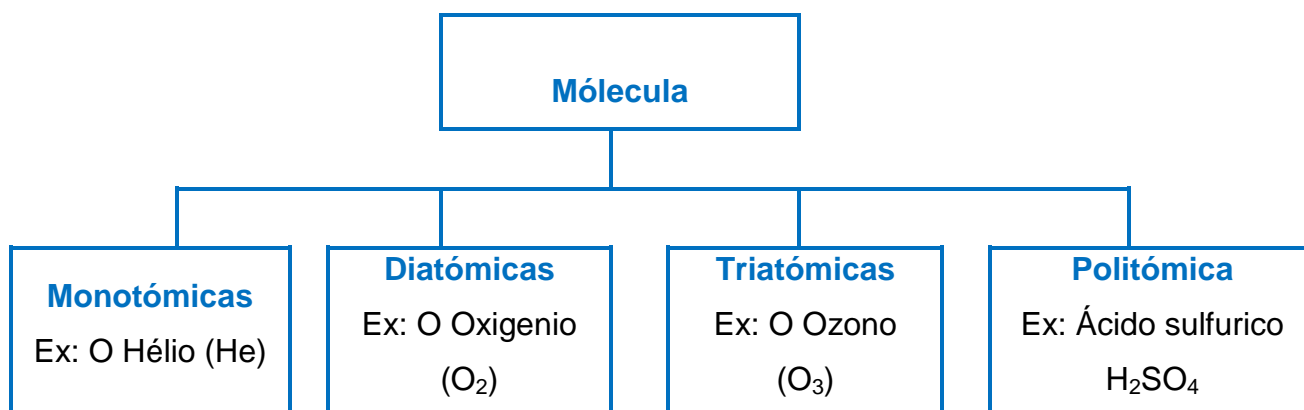 Mólecula
Monotómicas
Ex: O Hélio (He)
Diatómicas
Ex: O Oxigenio
(O₂)
Triatómicas
Ex: O Ozono
(O₃)
Politómica
Ex: Ácido sulfurico
H₂SO₄